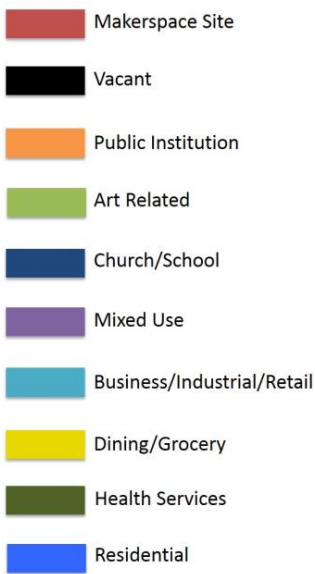 Makerspace Site
Vacant
Public Institution
Art Related
Church/School
Mixed Use
Business/Industrial/Retail
Dining/Grocery
Health Services
Residential